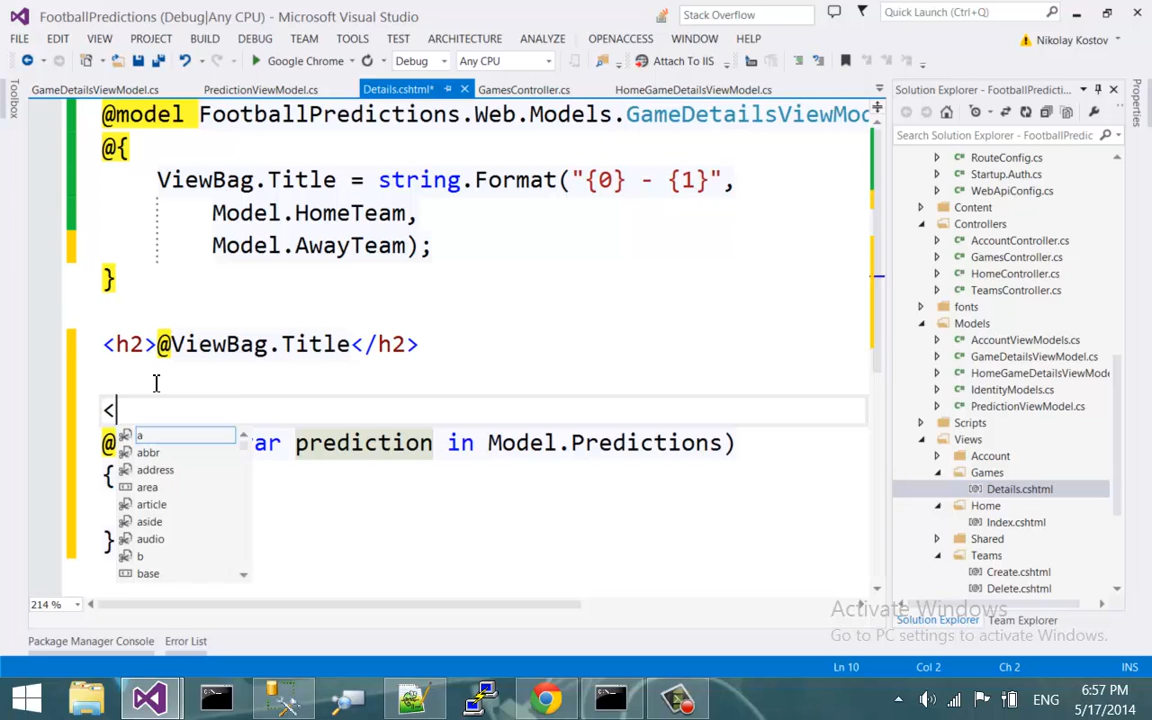 FootballPredictions (Debug|Any CPU) - Microsoft Visual Studio
Stack Overflow
Quick Launch (Ctrl+Q)
FILE EDIT VIEW PROJECT BUILD DEBUG TEAM TOOLS TEST ARCHITECTURE ANALYZE OPENACCESS WINDOW HELP
Nikolay Kostov
Google Chrome Debug Any CPU Attach To IIS
Toolbox
GameDetailsViewModel.cs PredictionViewModel.cs Details.cshtml* GamesController.cs HomeGameDetailsViewModel.cs
@model FootballPredictions.Web.Models.GameDetailsViewMod
@{
ViewBag.Title = string.Format("{0} - {1}",
Model.HomeTeam,
Model.AwayTeam);
}
<h2>@ViewBag.Title</h2>
<
@ ar prediction in Model.Predictions)
{
}
a
abbr
address
area
article
aside
audio
b
base
214 %
Solution Explorer - FootballPredicti...
Search Solution Explorer - FootballPredic
RouteConfig.cs
Startup.Auth.cs
WebApiConfig.cs
Content
Controllers
AccountController.cs
GamesController.cs
HomeController.cs
TeamsController.cs
fonts
Models
AccountViewModels.cs
GameDetailsViewModel.cs
HomeGameDetailsViewMode
IdentityModels.cs
PredictionViewModel.cs
Scripts
Views
Account
Games
Details.cshtml
Home
Index.cshtml
Shared
Teams
Create.cshtml
Delete.cshtml
Properties
Activate Windows
Go to PC settings to activate Windows.
Solution Explorer Team Explorer
Package Manager Console Error List
Ln 10 Col 2 Ch 2 INS
ENG
6:57 PM
5/17/2014